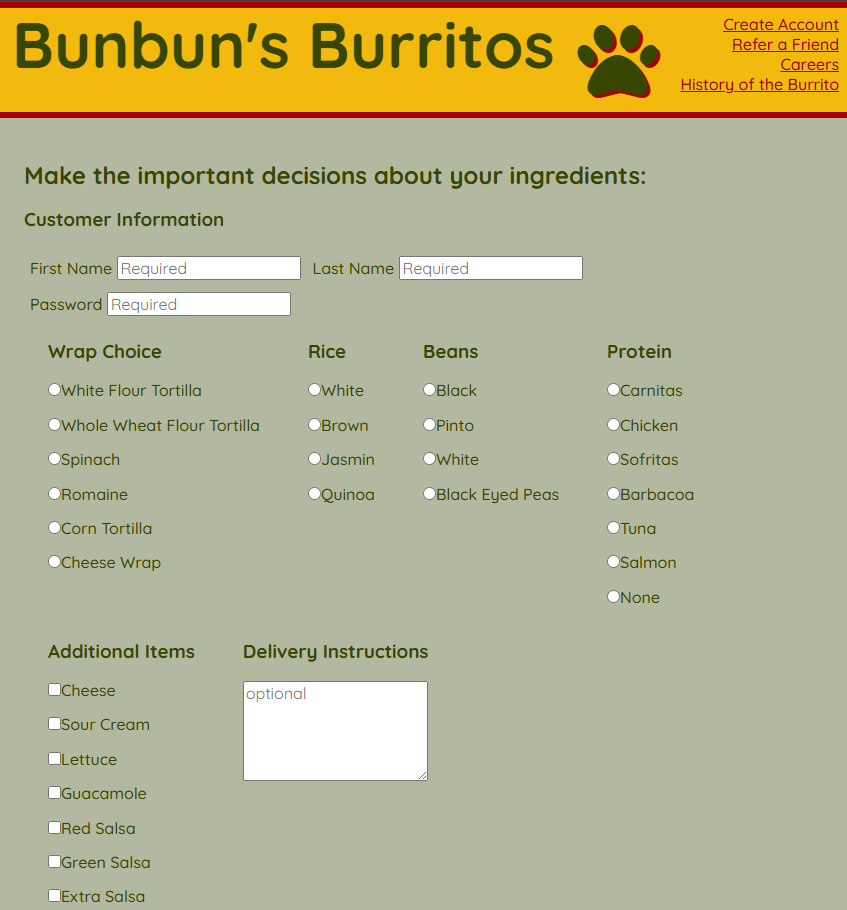 Bunbun's Burritos
Create Account
Refer a Friend
Careers
History of the Burrito
Make the important decisions about your ingredients:
Customer Information
First Name Required Last Name Required
Password Required
Wrap Choice
White Flour Tortilla
Whole Wheat Flour Tortilla
Spinach
Romaine
Corn Tortilla
Cheese Wrap
Rice
White
Brown
Jasmin
Quinoa
Beans
Black
Pinto
White
Black Eyed Peas
Protein
Carnitas
Chicken
Sofritas
Barbacoa
Tuna
Salmon
None
Additional Items
Cheese
Sour Cream
Lettuce
Guacamole
Red Salsa
Green Salsa
Extra Salsa
Delivery Instructions
optional